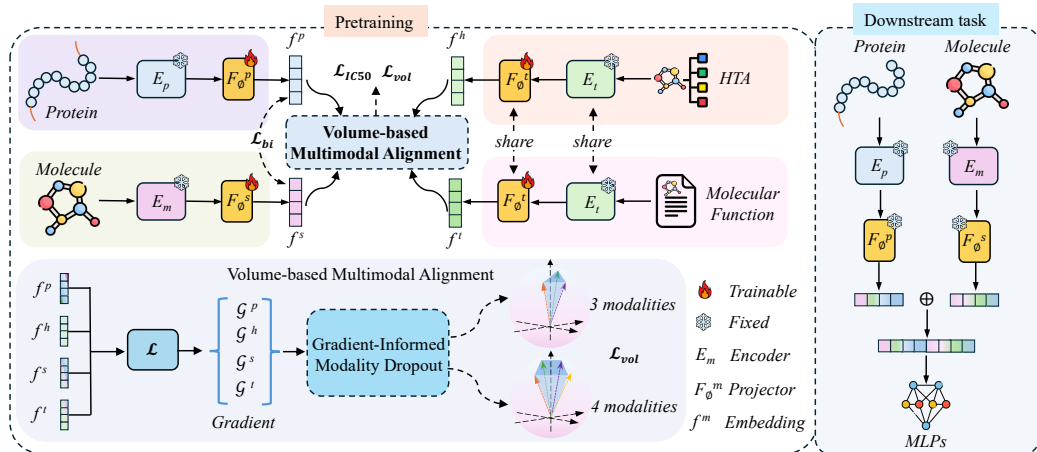 Pretraining
Downstream task
f^p
f^h
Protein
E_p
F_ø^p
ℒ_IC50
ℒ_vol
F_ø^t
E_t
HTA
ℒ_bi
Volume-based
Multimodal Alignment
share
share
Molecule
E_m
F_ø^s
f^s
f^t
F_ø^t
E_t
Molecular
Function
Volume-based Multimodal Alignment
f^p
f^h
f^s
f^t
ℒ
𝒢^p
𝒢^h
𝒢^s
𝒢^t
Gradient
Gradient-Informed
Modality Dropout
3 modalities
ℒ_vol
4 modalities
Trainable
Fixed
E_m Encoder
F_ø^m Projector
f^m Embedding
Protein
Molecule
E_p
E_m
F_ø^p
F_ø^s
⊕
MLPs